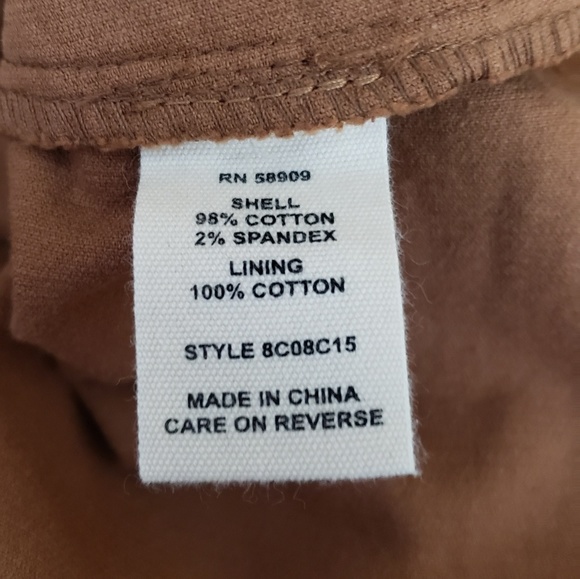 RN 58909
SHELL
98% COTTON
2% SPANDEX
LINING
100% COTTON
STYLE 8C08C15
MADE IN CHINA
CARE ON REVERSE